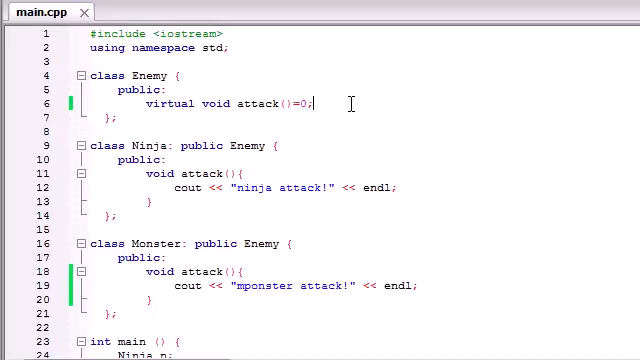 main.cpp
1 #include <iostream>
2 using namespace std;
3
4 class Enemy {
5 public:
6 virtual void attack()=0;
7 };
8
9 class Ninja: public Enemy {
10 public:
11 void attack(){
12 cout << "ninja attack!" << endl;
13 }
14 };
15
16 class Monster: public Enemy {
17 public:
18 void attack(){
19 cout << "mponster attack!" << endl;
20 }
21 };
22
23 int main () {
24 Ninja n;